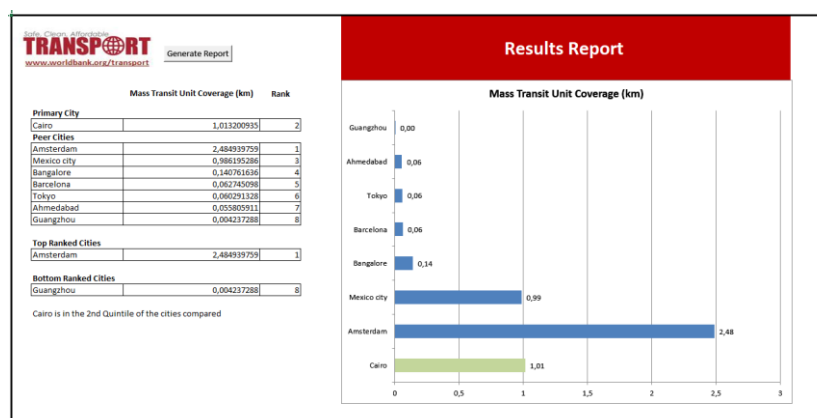 Safe, Clean, Affordable
TRANSPORT
www.worldbank.org/transport
Generate Report
Results Report
Mass Transit Unit Coverage (km) Rank
Primary City
Cairo 1,013200935 2
Peer Cities
Amsterdam 2,484939759 1
Mexico city 0,986195286 3
Bangalore 0,140761636 4
Barcelona 0,062745098 5
Tokyo 0,060291328 6
Ahmedabad 0,055805911 7
Guangzhou 0,004237288 8
Top Ranked Cities
Amsterdam 2,484939759 1
Bottom Ranked Cities
Guangzhou 0,004237288 8
Cairo is in the 2nd Quintile of the cities compared
Mass Transit Unit Coverage (km)
Guangzhou 0,00
Ahmedabad 0,06
Tokyo 0,06
Barcelona 0,06
Bangalore 0,14
Mexico city 0,99
Amsterdam 2,48
Cairo 1,01
0 0,5 1 1,5 2 2,5 3